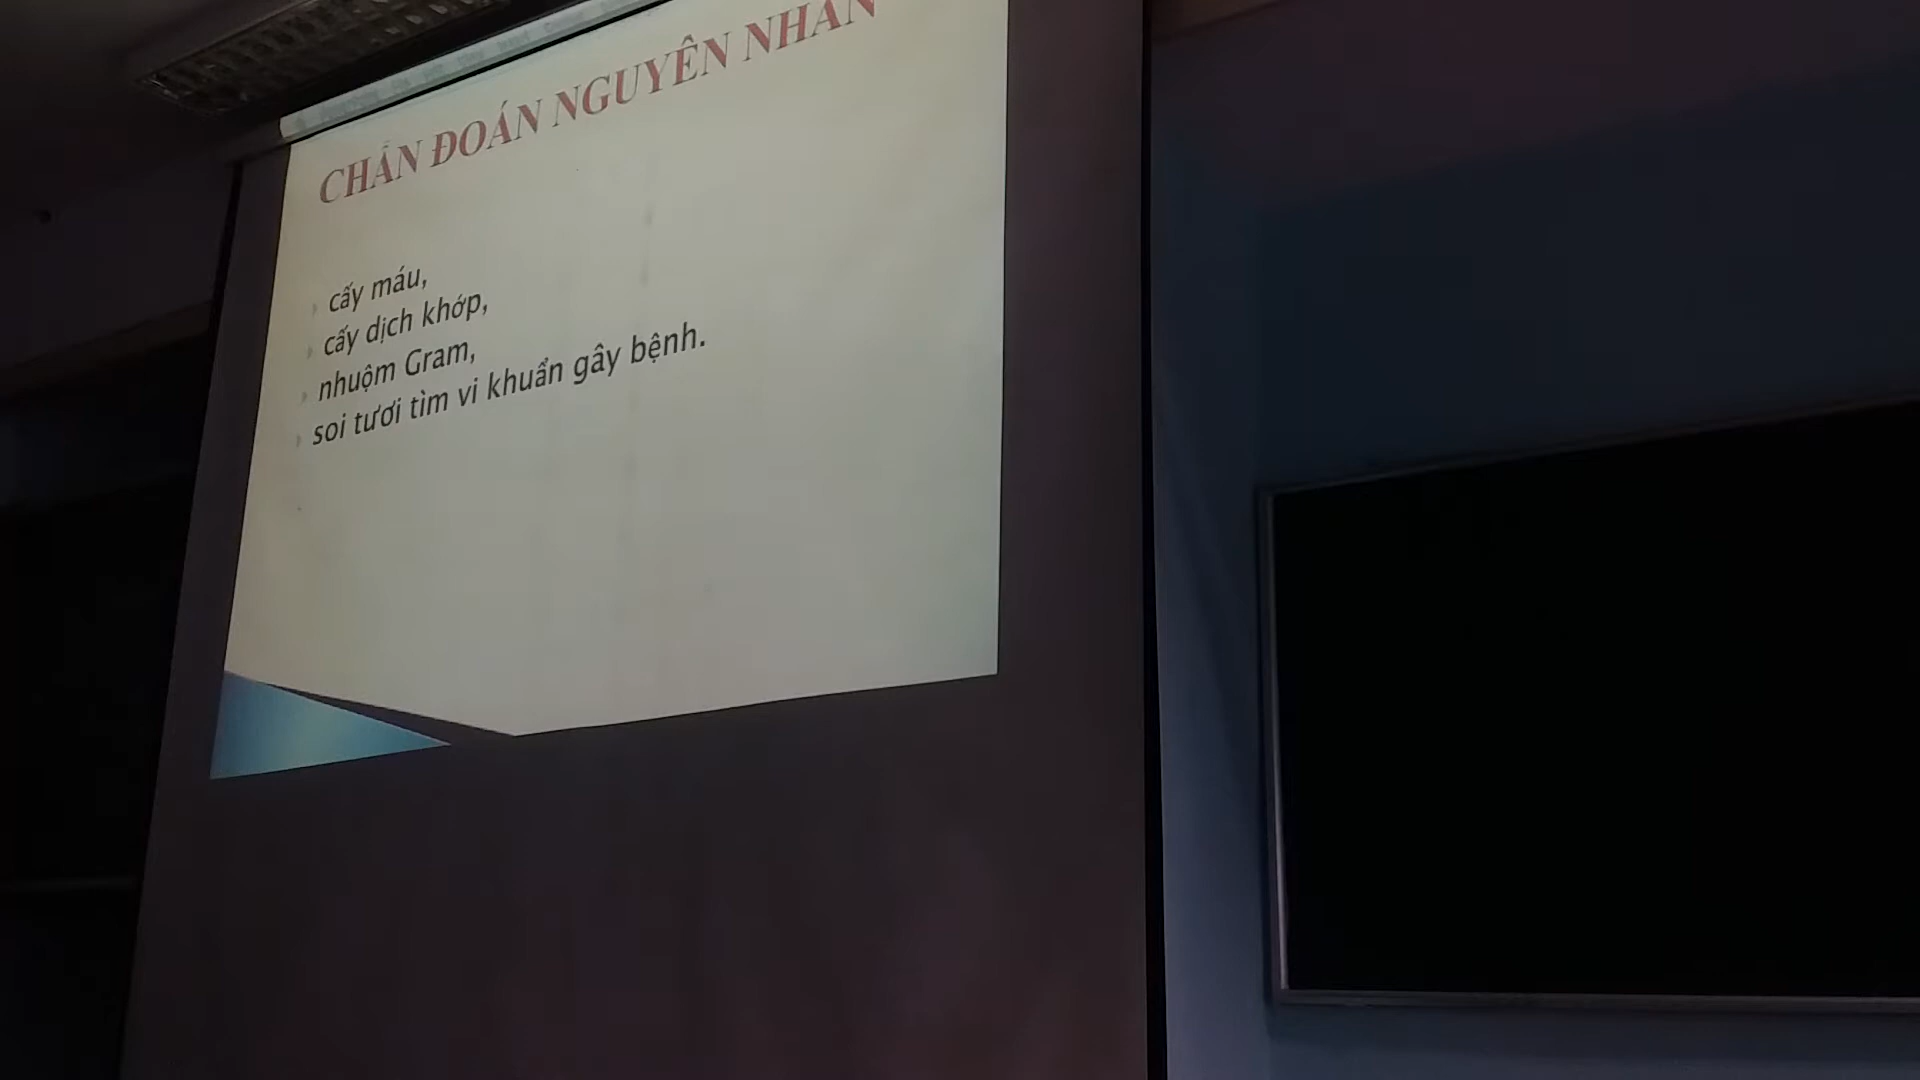 CHẨN ĐOÁN NGUYÊN NHÂN
cấy máu,
cấy dịch khớp,
nhuộm Gram,
soi tươi tìm vi khuẩn gây bệnh.